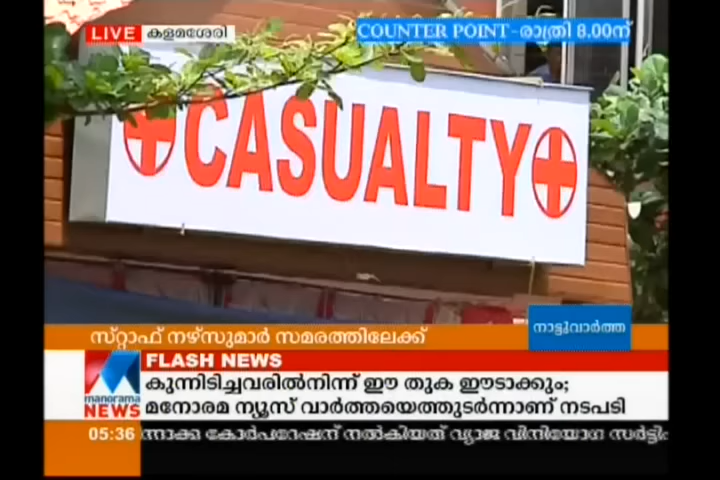 LIVE കളമശേരി
COUNTER POINT-രാത്രി 8.00ന്
CASUALTY
സ്റ്റാഫ് നഴ്സുമാർ സമരത്തിലേക്ക്
നാട്ടുവാർത്ത
FLASH NEWS
കുന്നിടിച്ചവരിൽനിന്ന് ഈ തുക ഈടാക്കും;
മനോരമ ന്യൂസ് വാർത്തയെത്തുടർന്നാണ് നടപടി
manorama
NEWS
05:36 കോർപറേഷന് നൽകിയത് വ്യാജ വിനിയോഗ